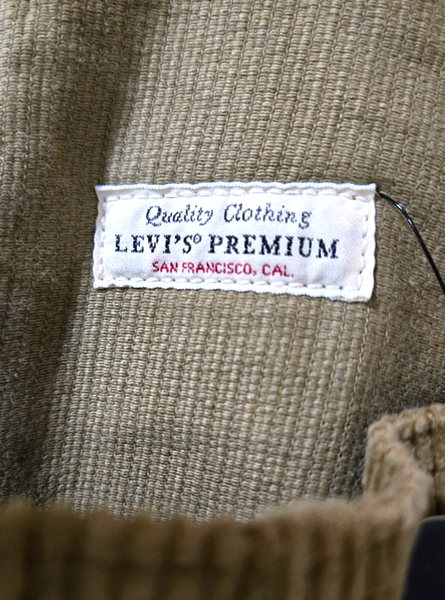 Quality Clothing
LEVI'S® PREMIUM
SAN FRANCISCO, CAL.